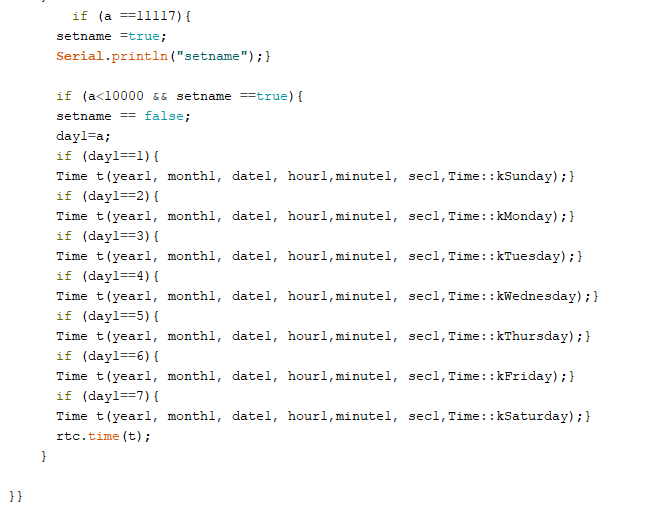 if (a ==11117){
setname =true;
Serial.println("setname");}
if (a<10000 && setname ==true){
setname == false;
day1=a;
if (day1==1){
Time t(year1, month1, date1, hour1,minute1, sec1,Time::kSunday);}
if (day1==2){
Time t(year1, month1, date1, hour1,minute1, sec1,Time::kMonday);}
if (day1==3){
Time t(year1, month1, date1, hour1,minute1, sec1,Time::kTuesday);}
if (day1==4){
Time t(year1, month1, date1, hour1,minute1, sec1,Time::kWednesday);}
if (day1==5){
Time t(year1, month1, date1, hour1,minute1, sec1,Time::kThursday);}
if (day1==6){
Time t(year1, month1, date1, hour1,minute1, sec1,Time::kFriday);}
if (day1==7){
Time t(year1, month1, date1, hour1,minute1, sec1,Time::kSaturday);}
rtc.time(t);
}
}}